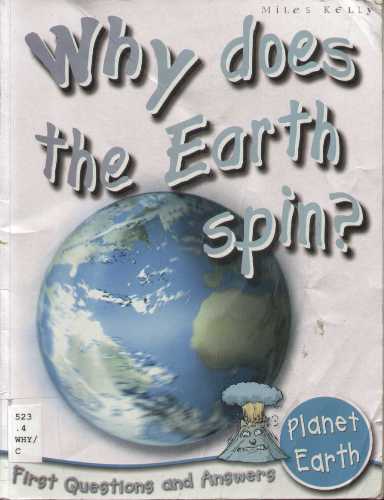 Miles Kelly
Why does
the Earth
spin?
523
.4
WHY/
C
Planet
Earth
First Questions and Answers